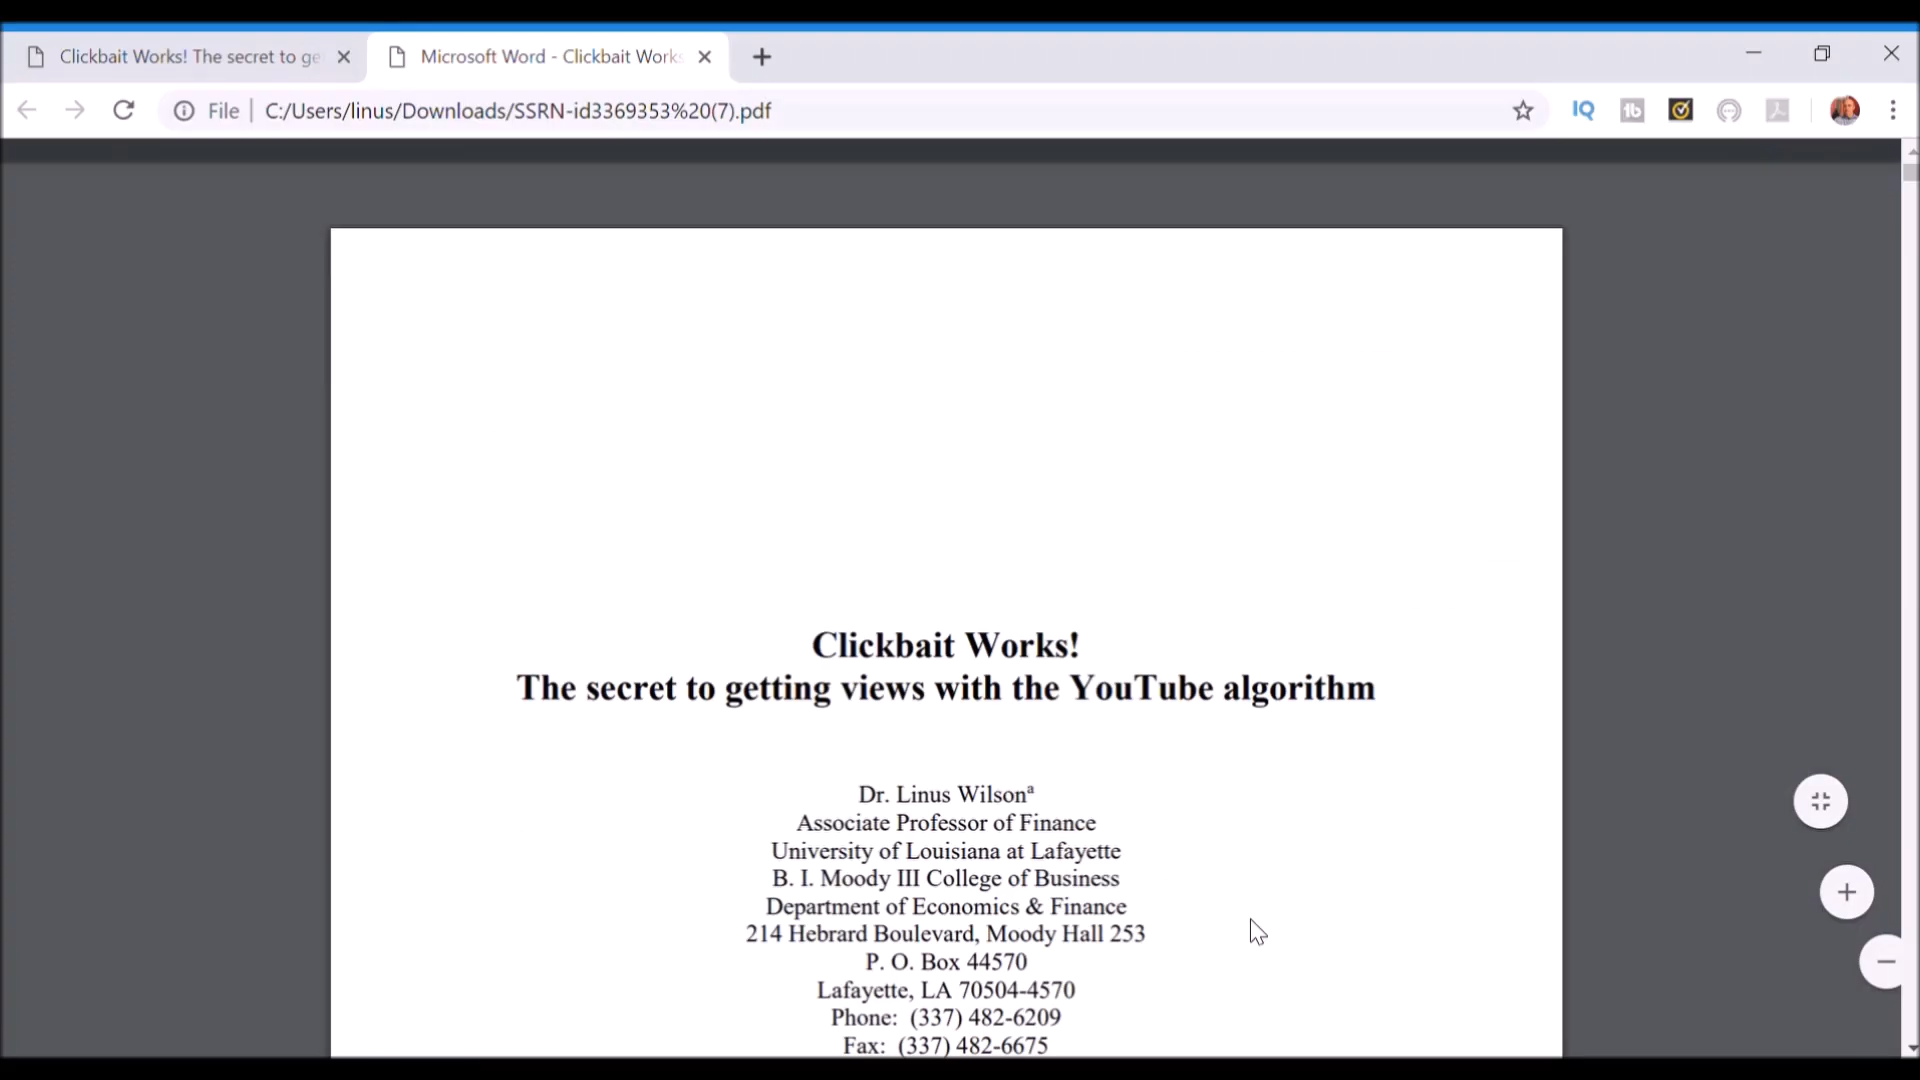 Clickbait Works! The secret to ge
Microsoft Word - Clickbait Works
File
C:/Users/linus/Downloads/SSRN-id3369353%20(7).pdf
IQ
tb
Clickbait Works!
The secret to getting views with the YouTube algorithm
Dr. Linus Wilsonª
Associate Professor of Finance
University of Louisiana at Lafayette
B. I. Moody III College of Business
Department of Economics & Finance
214 Hebrard Boulevard, Moody Hall 253
P. O. Box 44570
Lafayette, LA 70504-4570
Phone: (337) 482-6209
Fax: (337) 482-6675